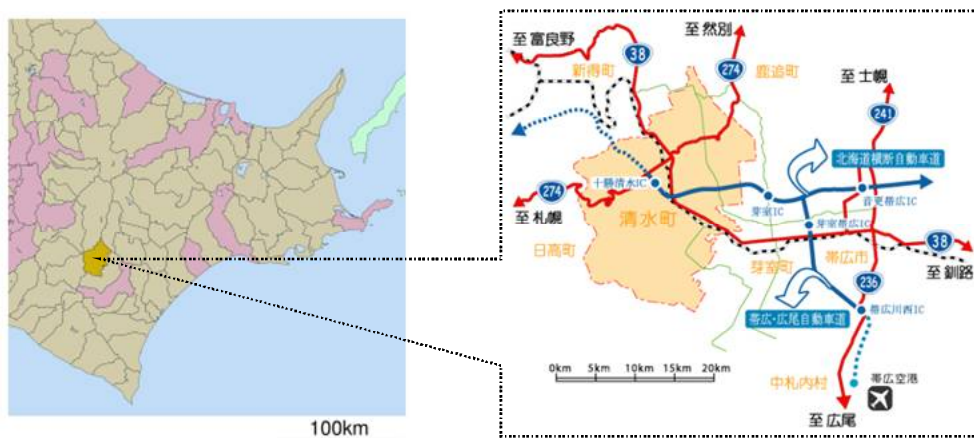 至富良野
至然別
38
新得町
274
鹿追町
至士幌
241
北海道横断自動車道
十勝清水IC
274
芽室IC
音更帯広IC
至札幌
清水町
芽室帯広IC
日高町
芽室町
帯広市
38
至釧路
236
帯広・広尾自動車道
帯広川西IC
0km 5km 10km 15km 20km
中札内村
帯広空港
至広尾
100km